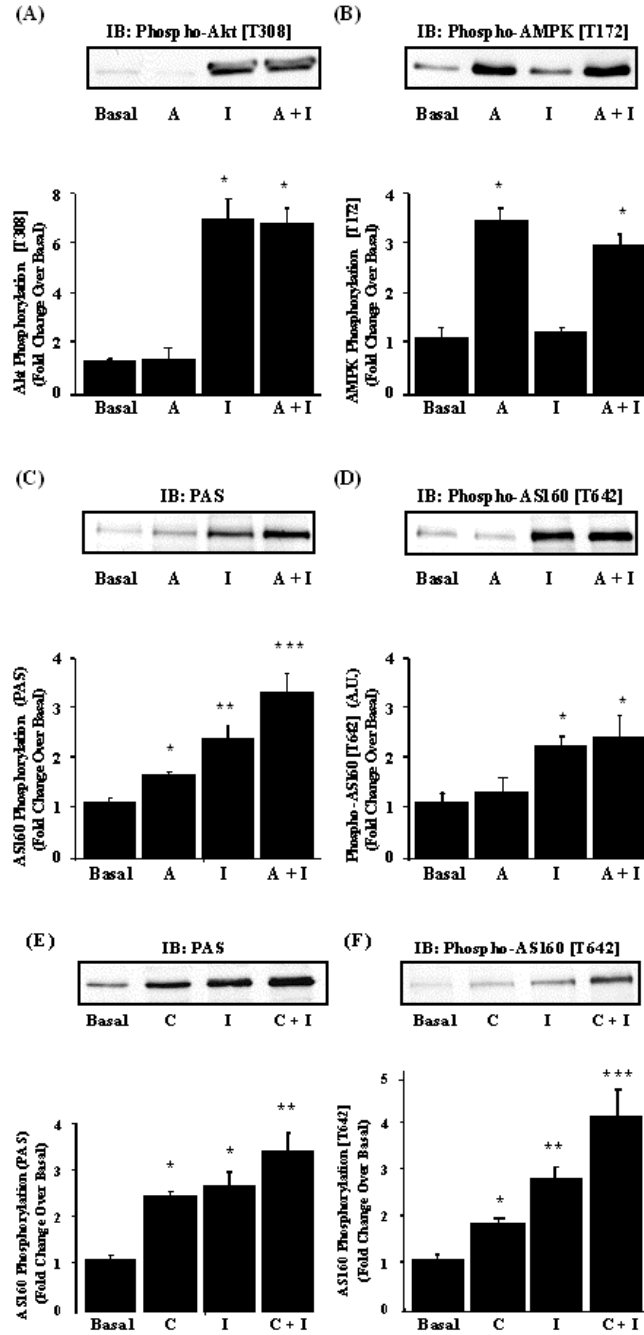 (A)
IB: Phospho-Akt [T308]
Basal A I A + I
Akt Phosphorylation [T308]
(Fold Change Over Basal)
8
6
4
2
0
* *
Basal A I A + I
(B)
IB: Phospho-AMPK [T172]
Basal A I A + I
AMPK Phosphorylation [T172]
(Fold Change Over Basal)
4
3
2
1
0
* *
Basal A I A + I
(C)
IB: PAS
Basal A I A + I
AS160 Phosphorylation (PAS)
(Fold Change Over Basal)
4
3
2
1
0
* ** ***
Basal A I A + I
(D)
IB: Phospho-AS160 [T642]
Basal A I A + I
Phospho-AS160 [T642] (A.U.)
(Fold Change Over Basal)
4
3
2
1
0
* *
Basal A I A + I
(E)
IB: PAS
Basal C I C + I
AS160 Phosphorylation (PAS)
(Fold Change Over Basal)
4
3
2
1
0
* * **
Basal C I C + I
(F)
IB: Phospho-AS160 [T642]
Basal C I C + I
AS160 Phosphorylation [T642]
(Fold Change Over Basal)
5
4
3
2
1
0
* ** ***
Basal C I C + I